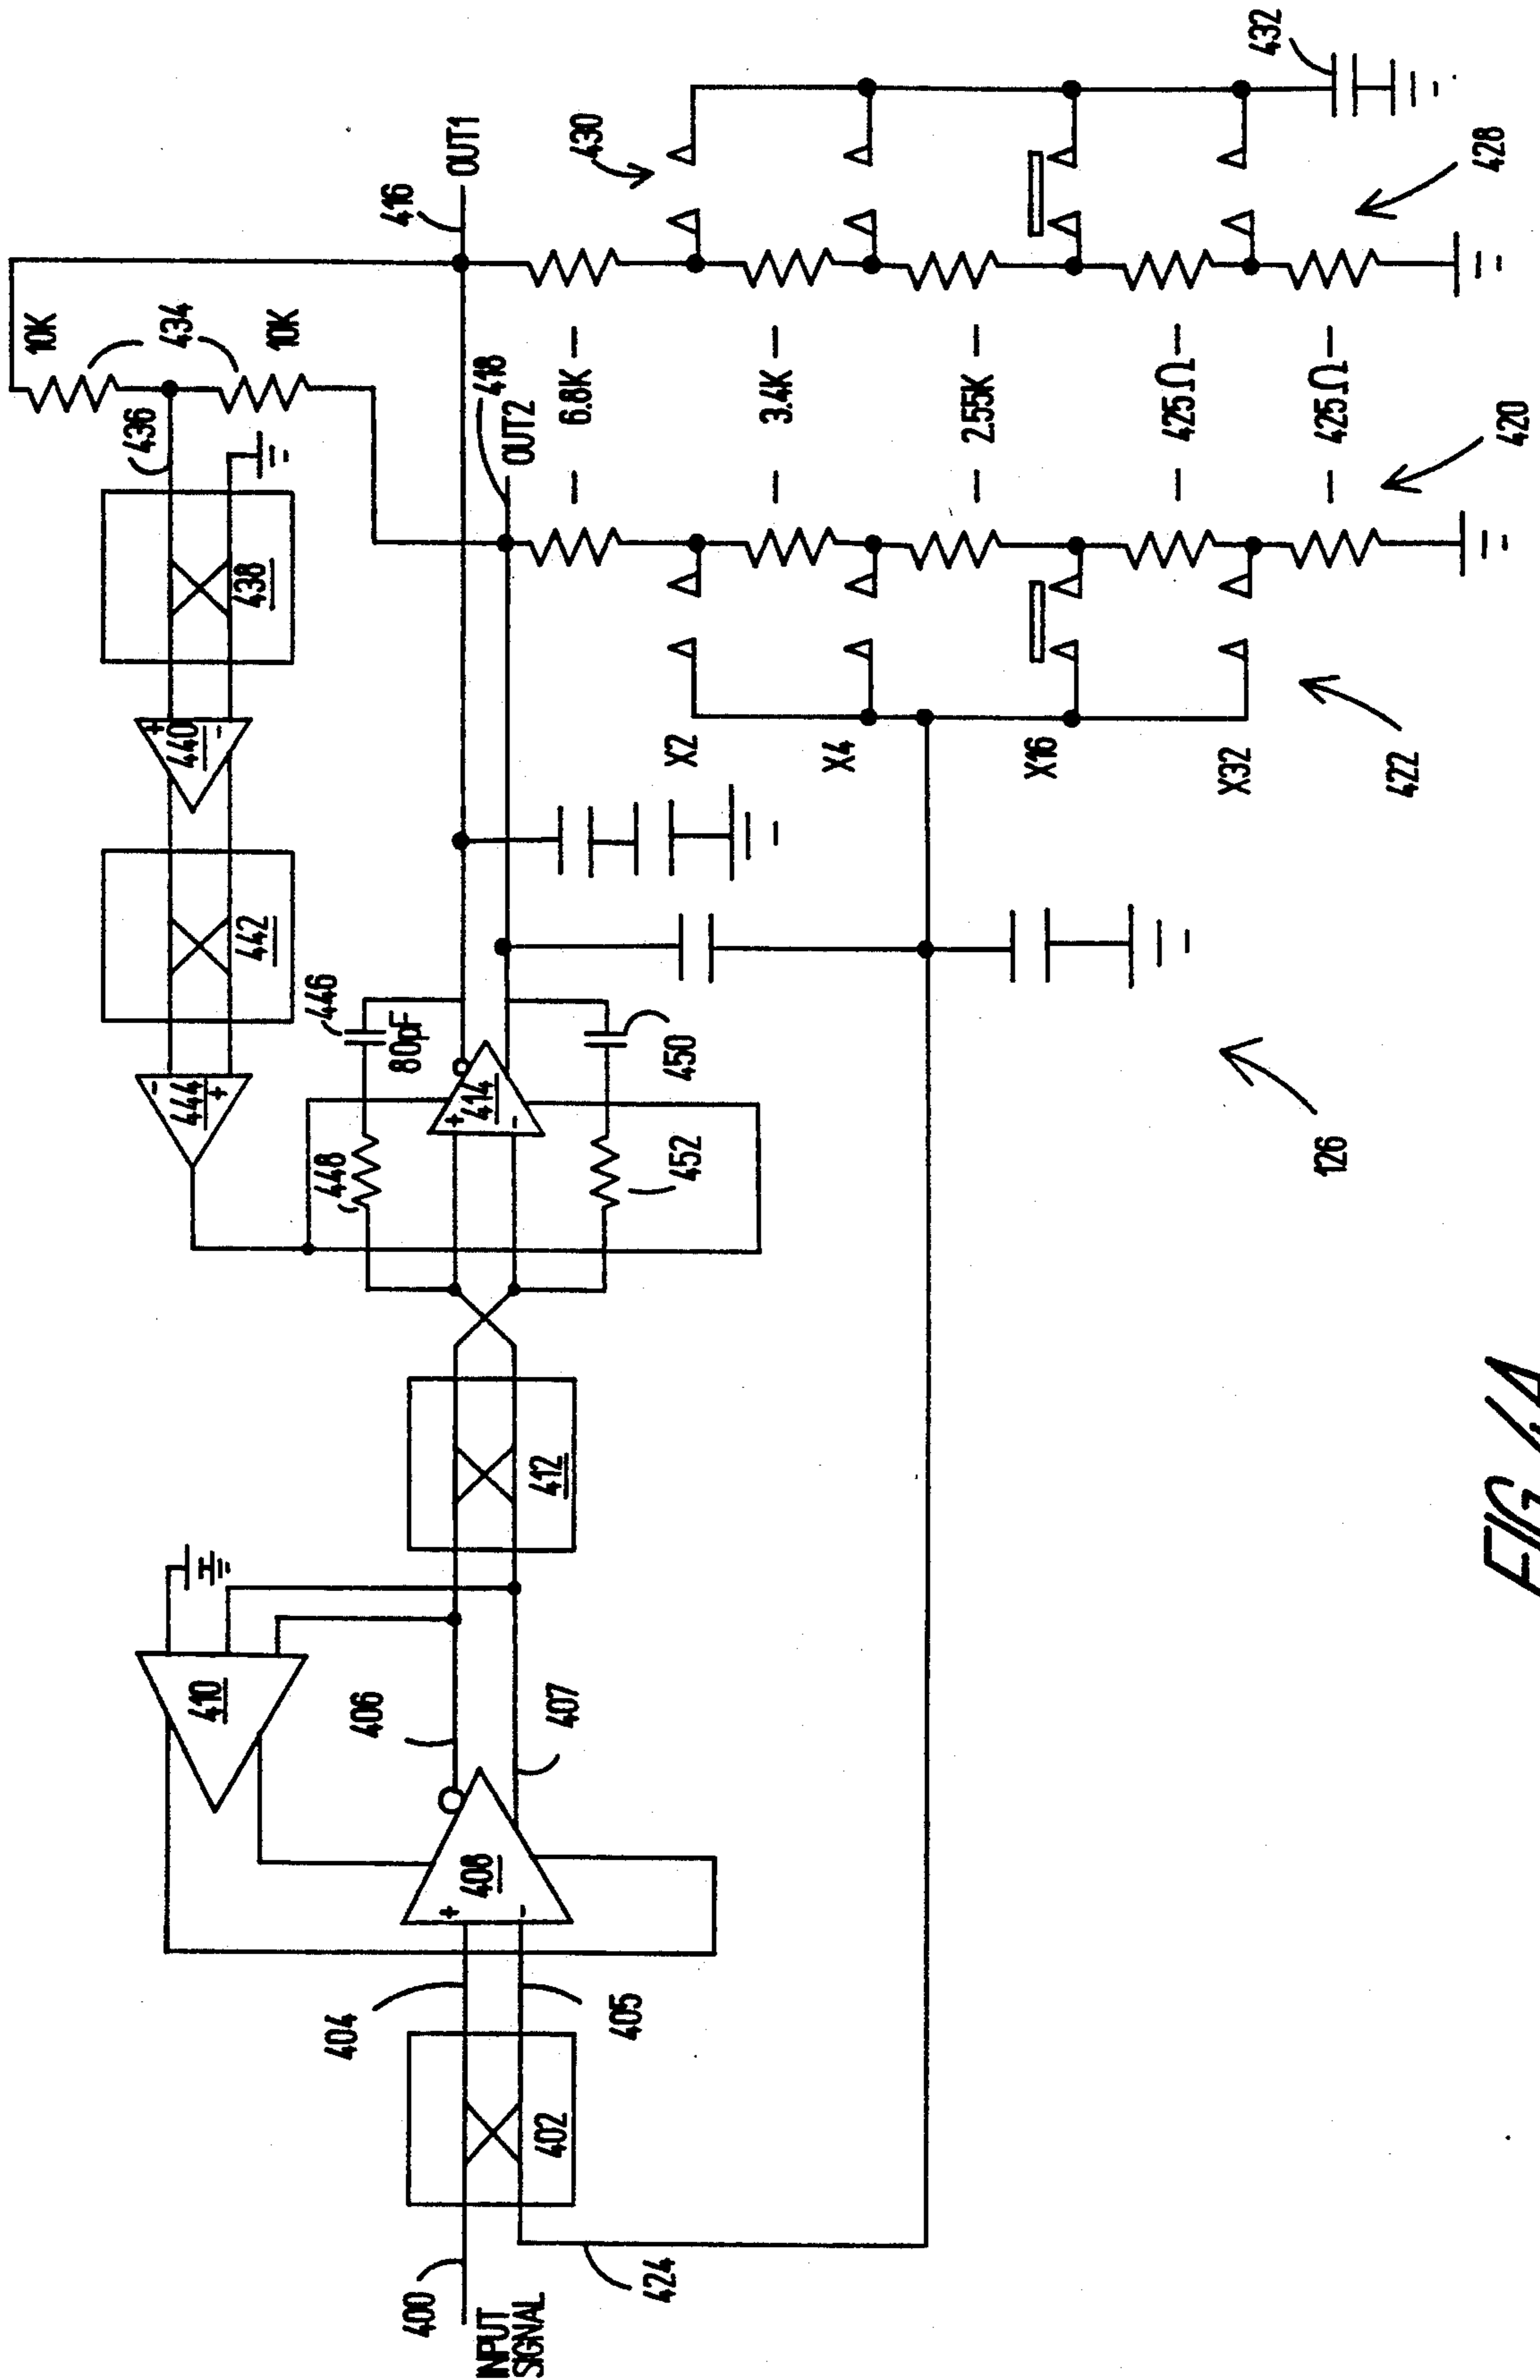 10K
434
10K
436
438
440
442
444
446
80pF
448
414
450
452
416
OUT1
418
OUT2
410
406
407
408
+
-
+
-
+
-
-
+
412
404
405
402
400
INPUT
SIGNAL
424
430
432
- 6.8K -
- 3.4K -
- 2.55K -
- 425Ω -
- 425Ω -
X2
X4
X16
X32
422
420
428
126
FIG. 4A